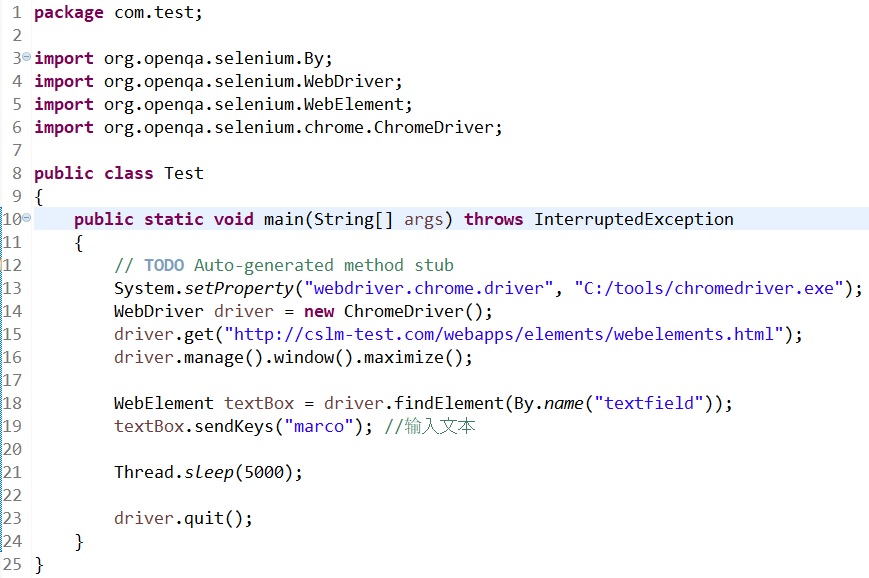 1 package com.test;
2
3 import org.openqa.selenium.By;
4 import org.openqa.selenium.WebDriver;
5 import org.openqa.selenium.WebElement;
6 import org.openqa.selenium.chrome.ChromeDriver;
7
8 public class Test
9 {
10 public static void main(String[] args) throws InterruptedException
11 {
12 // TODO Auto-generated method stub
13 System.setProperty("webdriver.chrome.driver", "C:/tools/chromedriver.exe");
14 WebDriver driver = new ChromeDriver();
15 driver.get("http://cslm-test.com/webapps/elements/webelements.html");
16 driver.manage().window().maximize();
17
18 WebElement textBox = driver.findElement(By.name("textfield"));
19 textBox.sendKeys("marco"); //输入文本
20
21 Thread.sleep(5000);
22
23 driver.quit();
24 }
25 }